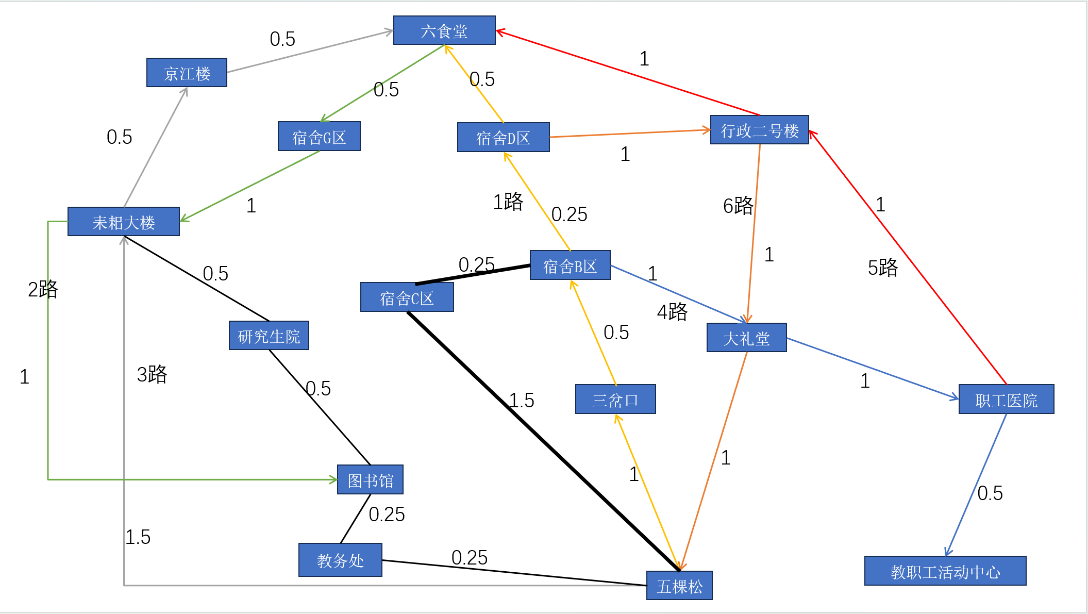 六食堂
0.5
京江楼
1
0.5
0.5
宿舍G区
宿舍D区
行政二号楼
0.5
1
1路
0.25
6路
1
1
耒耜大楼
0.5
1
5路
0.25
宿舍B区
1
2路
宿舍C区
4路
研究生院
0.5
大礼堂
3路
1
1
0.5
1.5
三岔口
职工医院
1
1
图书馆
0.5
0.25
1.5
0.25
教务处
五棵松
教职工活动中心